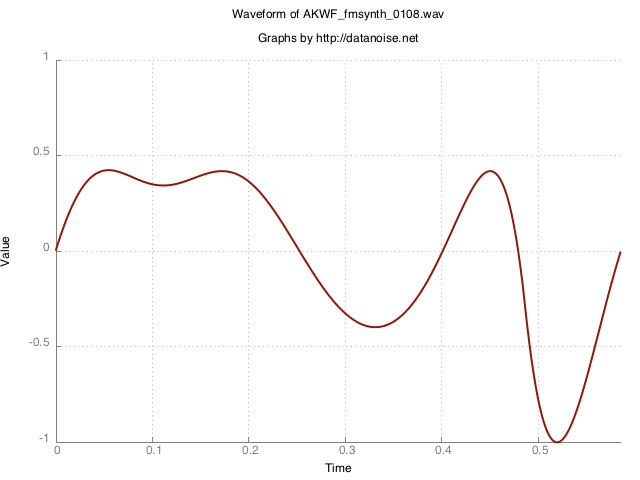 Waveform of AKWF_fmsynth_0108.wav
Graphs by http://datanoise.net
1
0.5
0
-0.5
-1
Value
0 0.1 0.2 0.3 0.4 0.5
Time